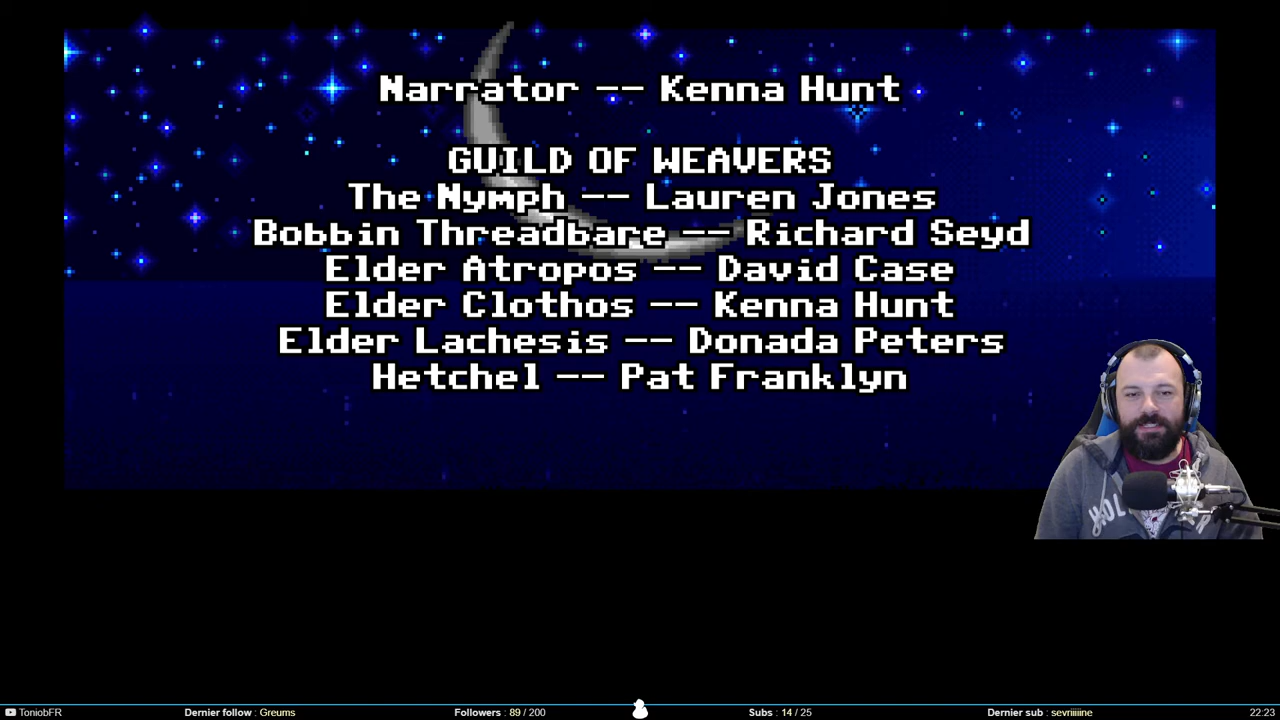 Narrator -- Kenna Hunt
GUILD OF WEAVERS
The Nymph -- Lauren Jones
Bobbin Threadbare -- Richard Seyd
Elder Atropos -- David Case
Elder Clothos -- Kenna Hunt
Elder Lachesis -- Donada Peters
Hetchel -- Pat Franklyn
ToniobFR Dernier follow : Greums Followers : 89 / 200 Subs : 14 / 25 Dernier sub : sevriiiiine 22:23